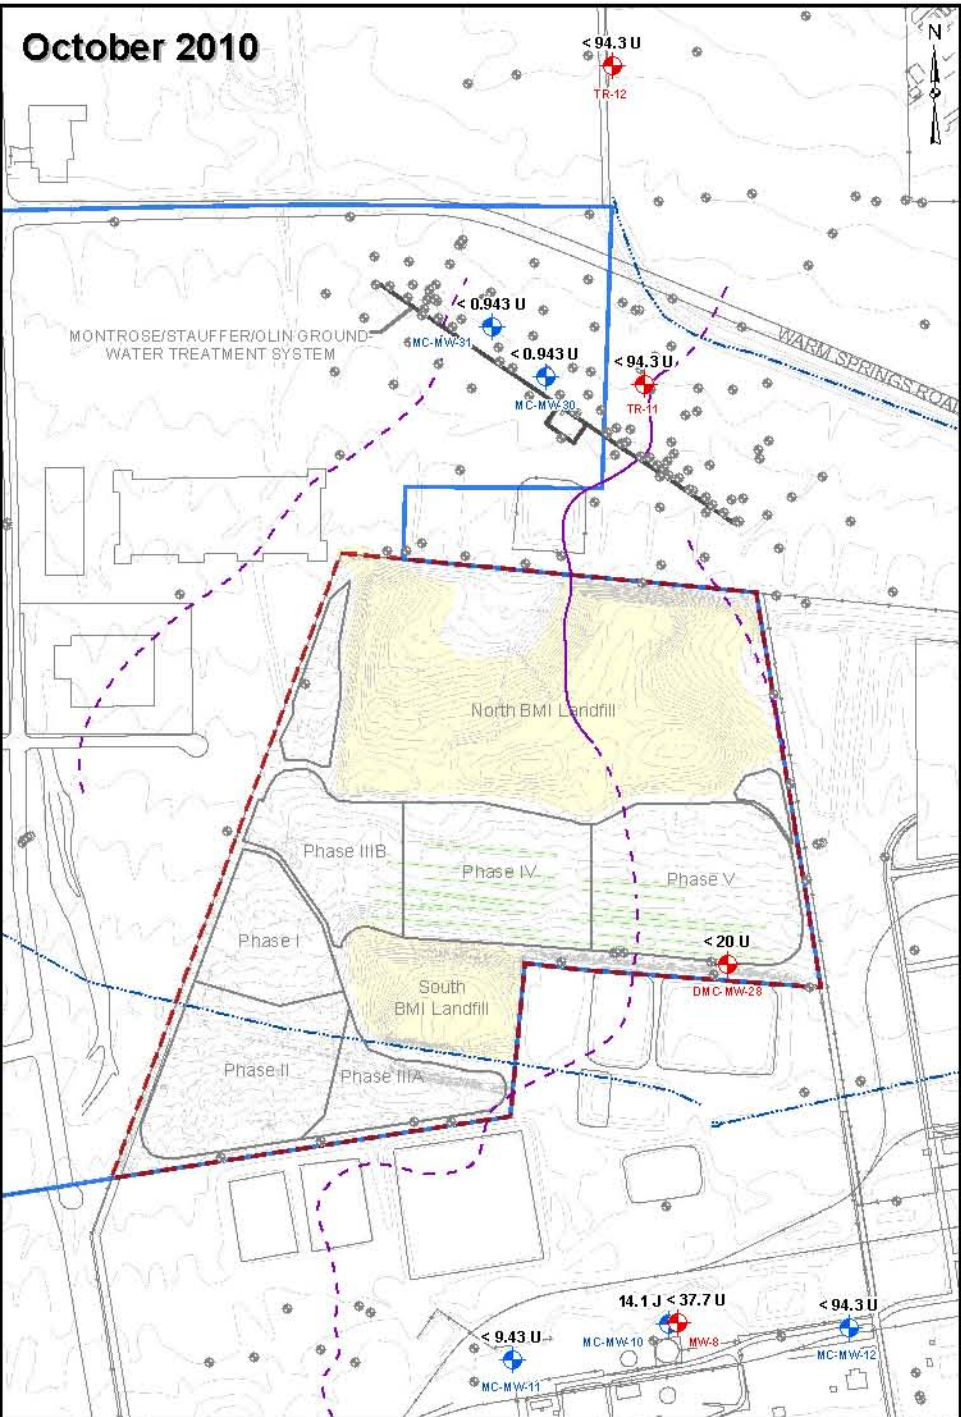 October 2010
N
< 94.3 U
TR-12
< 0.943 U
MONTROSE/STAUFFER/OLIN GROUND-
WATER TREATMENT SYSTEM
MC-MW-31
WARM SPRINGS ROAD
< 0.943 U
MC-MW-30
< 94.3 U
TR-11
North BMI Landfill
Phase IIIB
Phase IV
Phase V
Phase I
< 20 U
DMC-MW-28
South
BMI Landfill
Phase II
Phase IIIA
14.1 J
< 37.7 U
< 94.3 U
MC-MW-10
MW-8
MC-MW-12
< 9.43 U
MC-MW-11